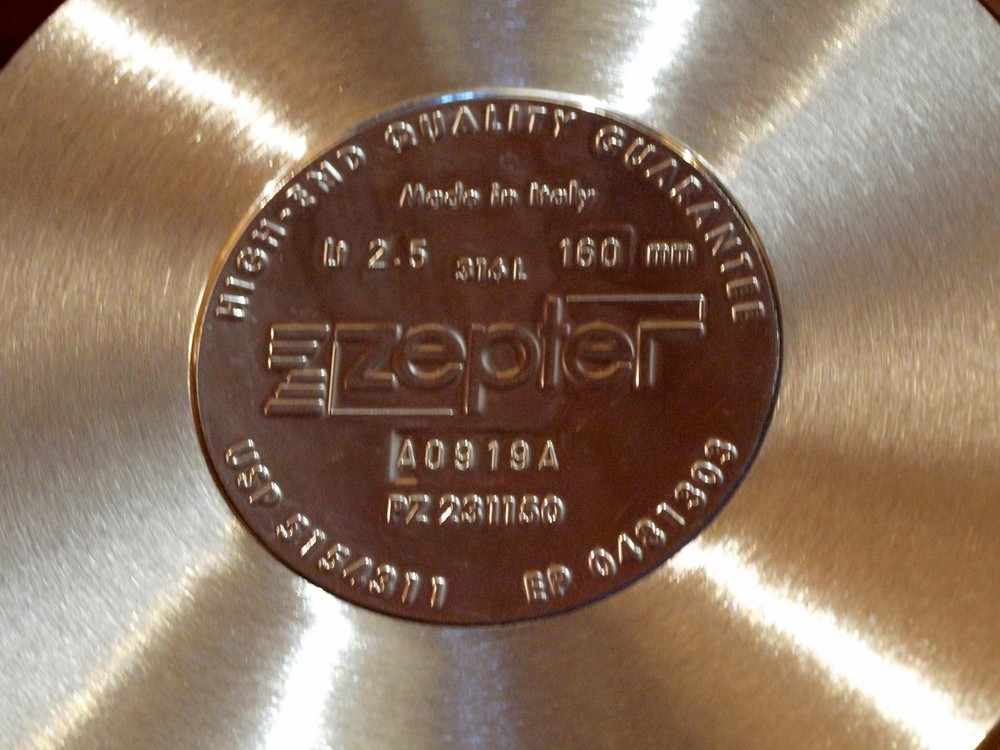 HIGH-END QUALITY GUARANTEE
Made in Italy
lt 2.5 316L 160 mm
zepter
A0919A
PZ 231150
USP 5154311 EP 0431303